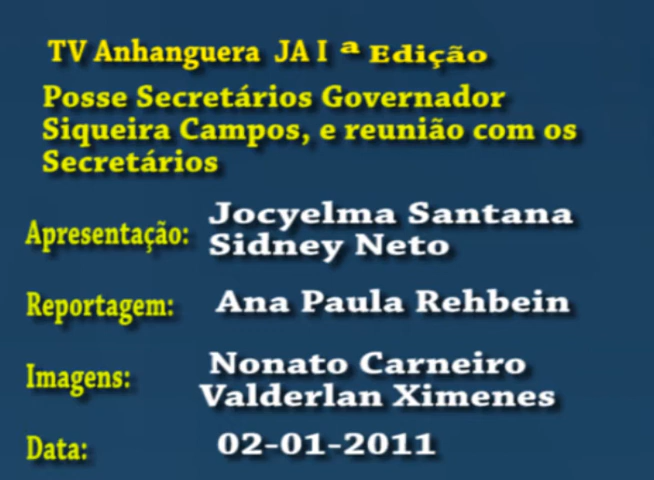 TV Anhanguera JA I ª Edição
Posse Secretários Governador
Siqueira Campos, e reunião com os
Secretários
Apresentação: Jocyelma Santana
Sidney Neto
Reportagem: Ana Paula Rehbein
Imagens: Nonato Carneiro
Valderlan Ximenes
Data: 02-01-2011